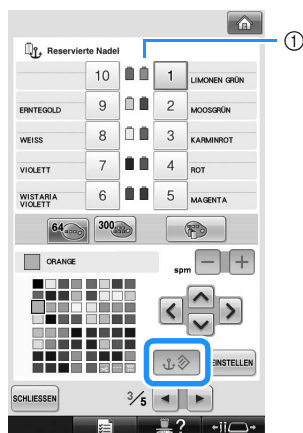 ①
Reservierte Nadel
10 1 LIMONEN GRÜN
ERNTEGOLD 9 2 MOOSGRÜN
WEISS 8 3 KARMINROT
VIOLETT 7 4 ROT
WISTARIA VIOLETT 6 5 MAGENTA
64 300
ORANGE
spm − +
EINSTELLEN
SCHLIESSEN 3/5
?